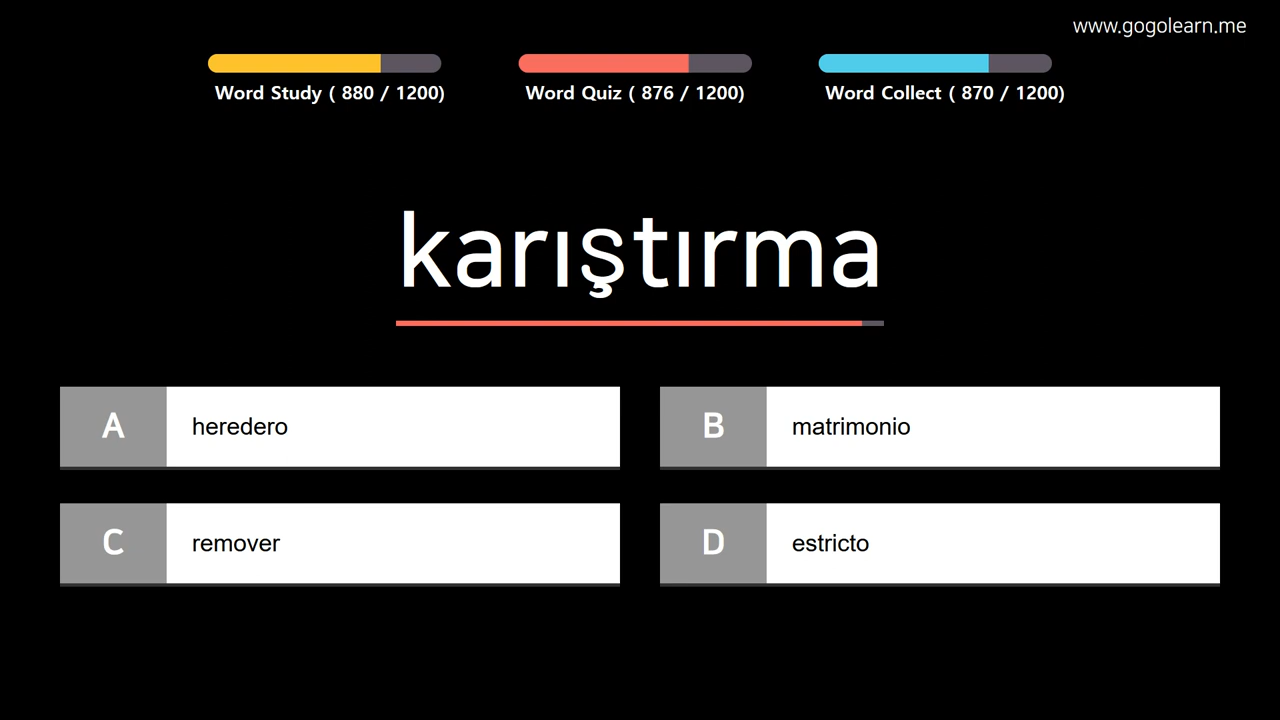 www.gogolearn.me
Word Study ( 880 / 1200)
Word Quiz ( 876 / 1200)
Word Collect ( 870 / 1200)
karıştırma
A heredero
B matrimonio
C remover
D estricto